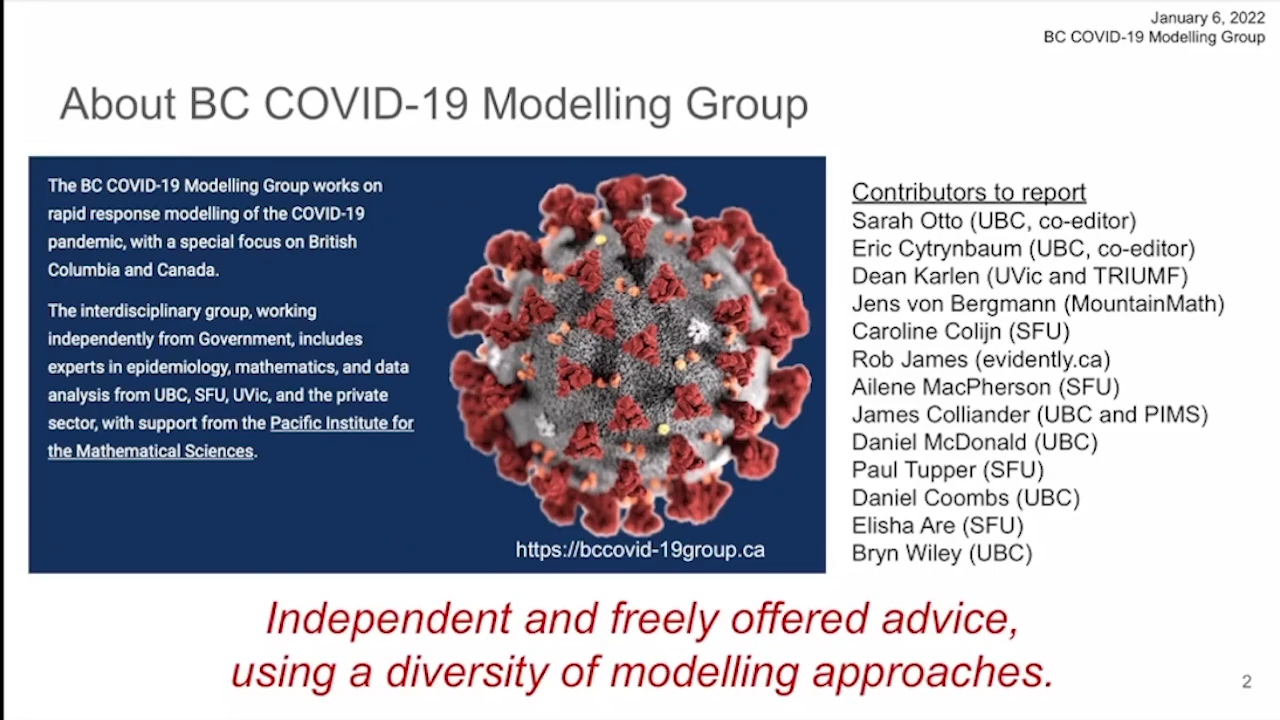 January 6, 2022
BC COVID-19 Modelling Group
About BC COVID-19 Modelling Group
The BC COVID-19 Modelling Group works on
rapid response modelling of the COVID-19
pandemic, with a special focus on British
Columbia and Canada.
The interdisciplinary group, working
independently from Government, includes
experts in epidemiology, mathematics, and data
analysis from UBC, SFU, UVic, and the private
sector, with support from the Pacific Institute for
the Mathematical Sciences.
https://bccovid-19group.ca
Contributors to report
Sarah Otto (UBC, co-editor)
Eric Cytrynbaum (UBC, co-editor)
Dean Karlen (UVic and TRIUMF)
Jens von Bergmann (MountainMath)
Caroline Colijn (SFU)
Rob James (evidently.ca)
Ailene MacPherson (SFU)
James Colliander (UBC and PIMS)
Daniel McDonald (UBC)
Paul Tupper (SFU)
Daniel Coombs (UBC)
Elisha Are (SFU)
Bryn Wiley (UBC)
Independent and freely offered advice,
using a diversity of modelling approaches.
2